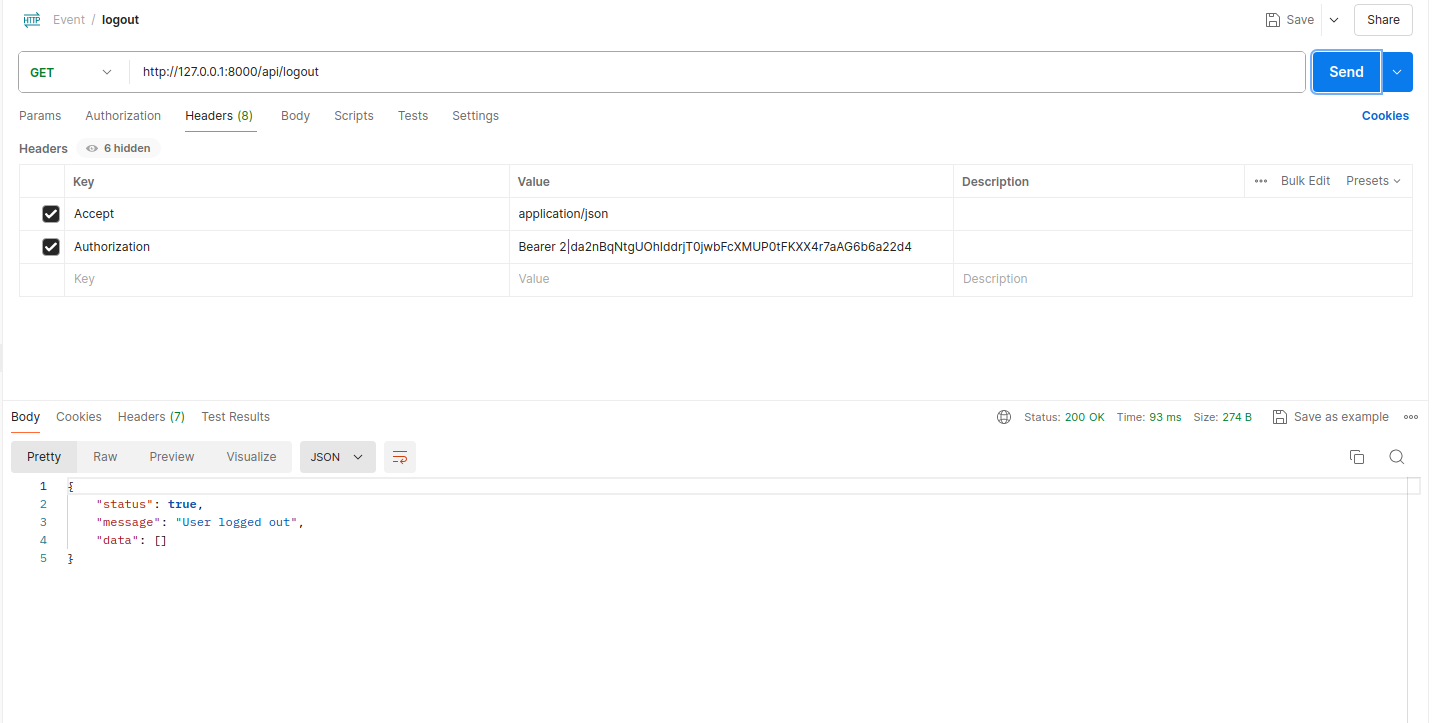 HTTP Event / logout Save Share
GET http://127.0.0.1:8000/api/logout Send
Params Authorization Headers (8) Body Scripts Tests Settings Cookies
Headers 6 hidden
Key Value Description ••• Bulk Edit Presets
Accept application/json
Authorization Bearer 2|da2nBqNtgUOhIddrjT0jwbFcXMUP0tFKXX4r7aAG6b6a22d4
Key Value Description
Body Cookies Headers (7) Test Results Status: 200 OK Time: 93 ms Size: 274 B Save as example
Pretty Raw Preview Visualize JSON
1 {
2 "status": true,
3 "message": "User logged out",
4 "data": []
5 }